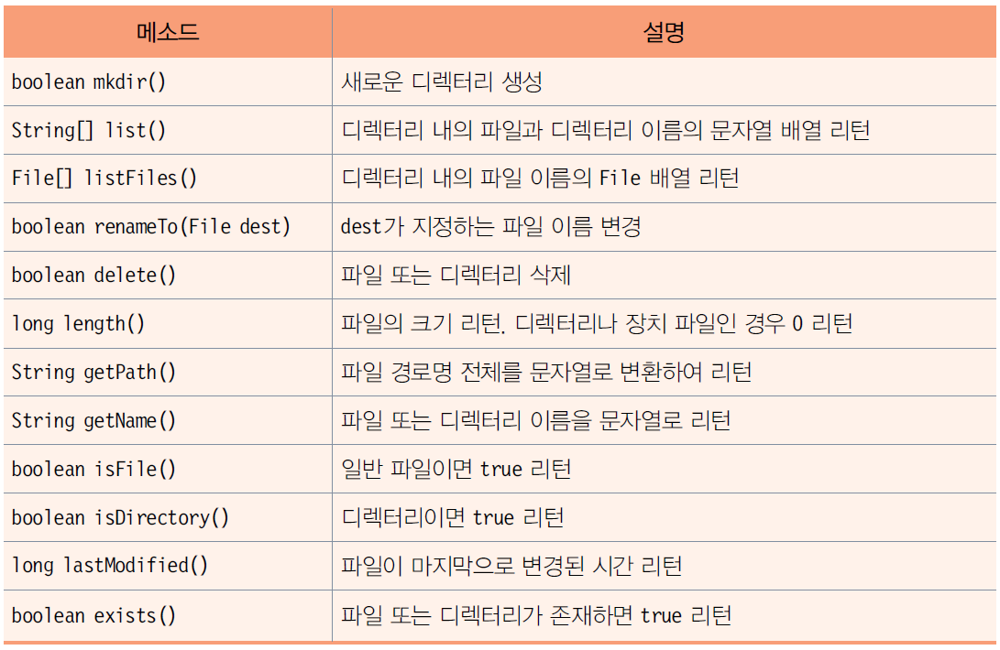 메소드 설명
boolean mkdir() 새로운 디렉터리 생성
String[] list() 디렉터리 내의 파일과 디렉터리 이름의 문자열 배열 리턴
File[] listFiles() 디렉터리 내의 파일 이름의 File 배열 리턴
boolean renameTo(File dest) dest가 지정하는 파일 이름 변경
boolean delete() 파일 또는 디렉터리 삭제
long length() 파일의 크기 리턴. 디렉터리나 장치 파일인 경우 0 리턴
String getPath() 파일 경로명 전체를 문자열로 변환하여 리턴
String getName() 파일 또는 디렉터리 이름을 문자열로 리턴
boolean isFile() 일반 파일이면 true 리턴
boolean isDirectory() 디렉터리이면 true 리턴
long lastModified() 파일이 마지막으로 변경된 시간 리턴
boolean exists() 파일 또는 디렉터리가 존재하면 true 리턴